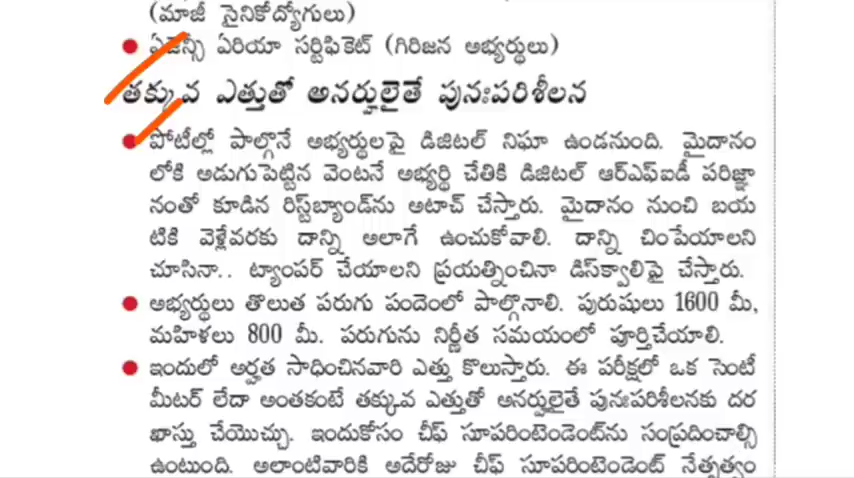 (మాజీ సైనికోద్యోగులు)
● ఏజెన్సీ ఏరియా సర్టిఫికెట్ (గిరిజన అభ్యర్థులు)
తక్కువ ఎత్తుతో అనర్హులైతే పునఃపరిశీలన
● పోటీల్లో పాల్గొనే అభ్యర్థులపై డిజిటల్ నిఘా ఉండనుంది. మైదానం
లోకి అడుగుపెట్టిన వెంటనే అభ్యర్థి చేతికి డిజిటల్ ఆర్ఎఫ్ఐడీ పరిజ్ఞా
నంతో కూడిన రిస్ట్‌బ్యాండ్‌ను అటాచ్ చేస్తారు. మైదానం నుంచి బయ
టికి వెళ్లేవరకు దాన్ని అలాగే ఉంచుకోవాలి. దాన్ని చింపేయాలని
చూసినా.. ట్యాంపర్ చేయాలని ప్రయత్నించినా డిస్‌క్వాలిఫై చేస్తారు.
● అభ్యర్థులు తొలుత పరుగు పందెంలో పాల్గొనాలి. పురుషులు 1600 మీ,
మహిళలు 800 మీ. పరుగును నిర్ణీత సమయంలో పూర్తిచేయాలి.
● ఇందులో అర్హత సాధించినవారి ఎత్తు కొలుస్తారు. ఈ పరీక్షలో ఒక సెంటీ
మీటర్ లేదా అంతకంటే తక్కువ ఎత్తుతో అనర్హులైతే పునఃపరిశీలనకు దర
ఖాస్తు చేయొచ్చు. ఇందుకోసం చీఫ్ సూపరింటెండెంట్‌ను సంప్రదించాల్సి
ఉంటుంది. అలాంటివారికి అదేరోజు చీఫ్ సూపరింటెండెంట్ నేతృత్వం